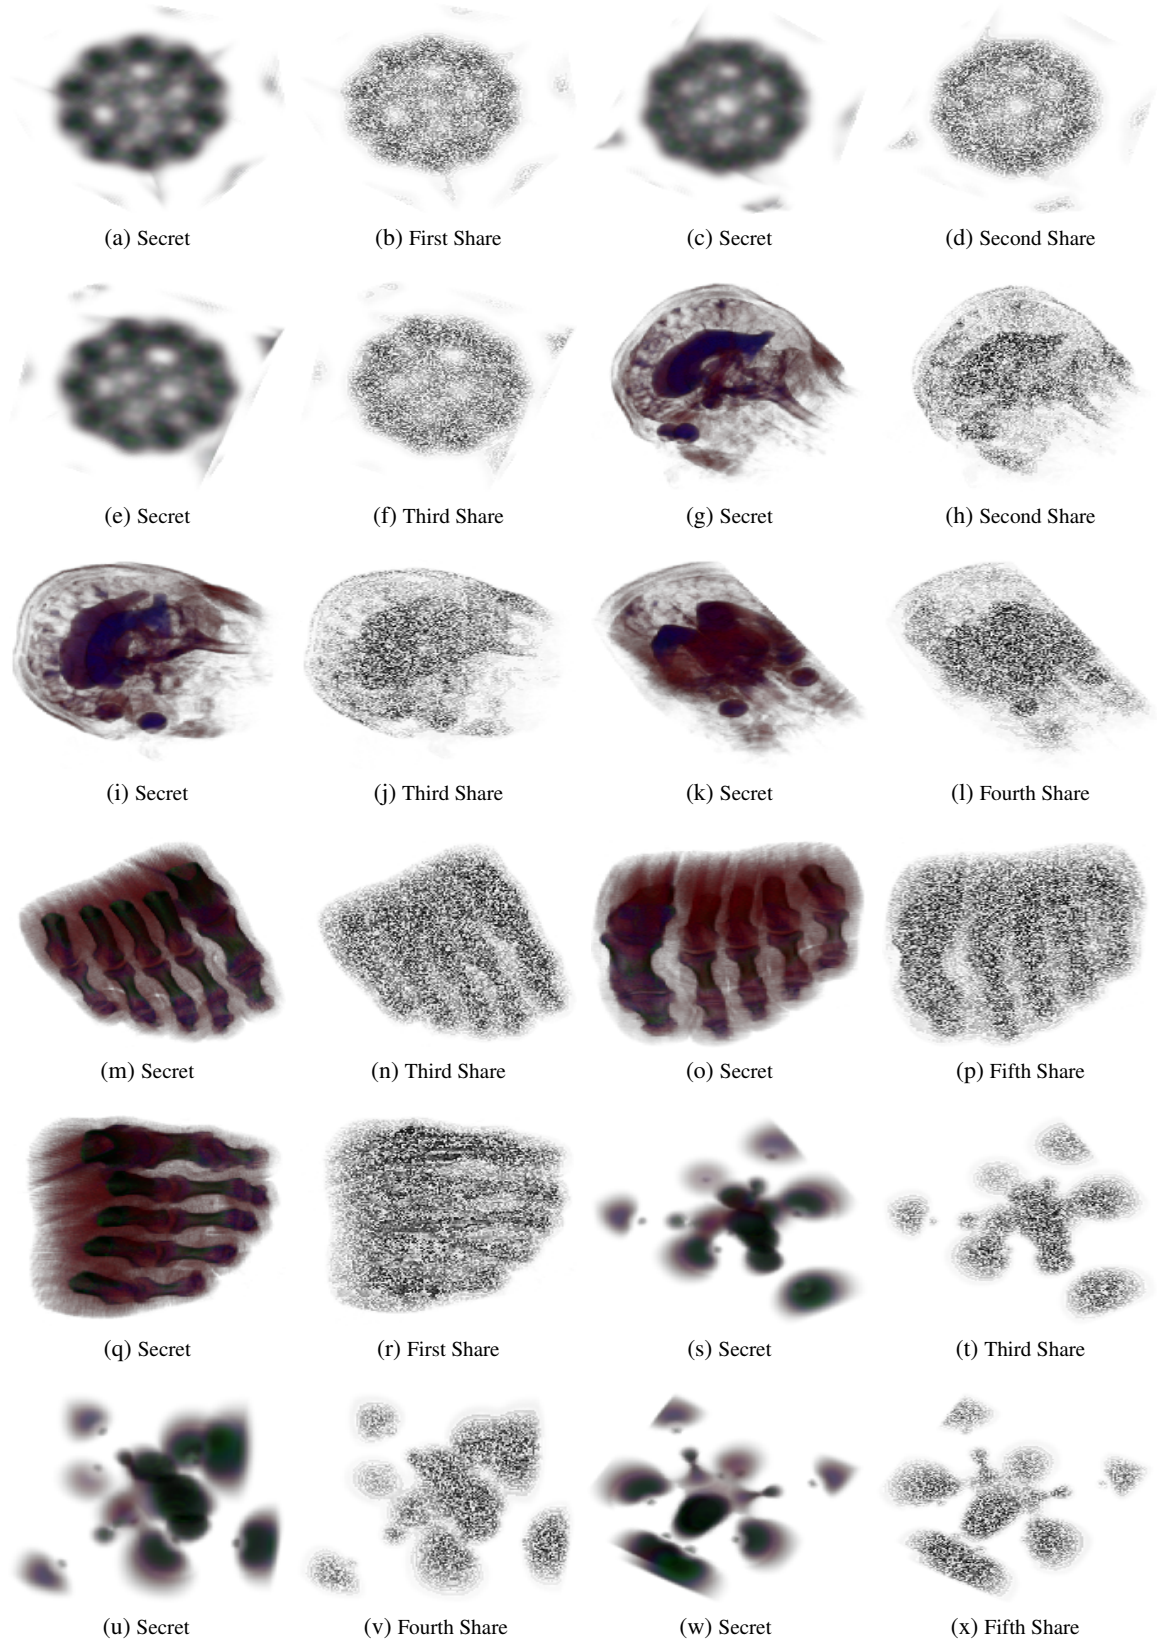 (a) Secret
(b) First Share
(c) Secret
(d) Second Share
(e) Secret
(f) Third Share
(g) Secret
(h) Second Share
(i) Secret
(j) Third Share
(k) Secret
(l) Fourth Share
(m) Secret
(n) Third Share
(o) Secret
(p) Fifth Share
(q) Secret
(r) First Share
(s) Secret
(t) Third Share
(u) Secret
(v) Fourth Share
(w) Secret
(x) Fifth Share